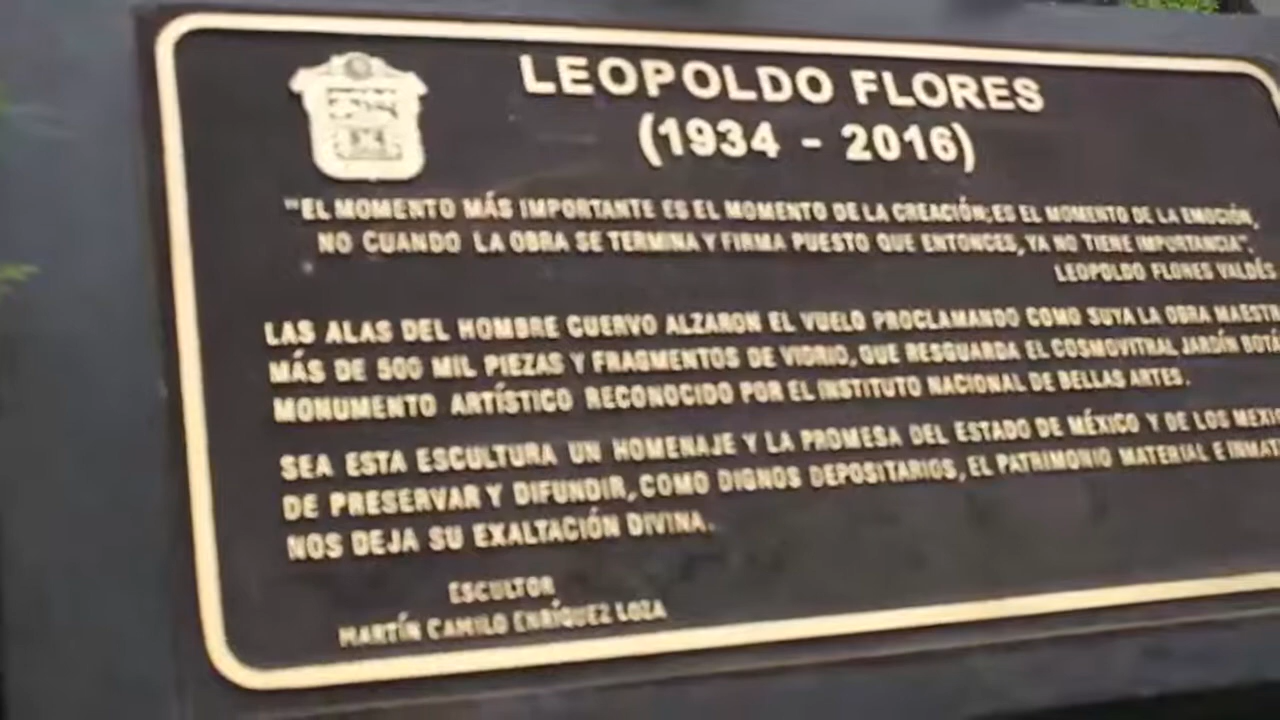 LEOPOLDO FLORES
(1934 - 2016)
"EL MOMENTO MÁS IMPORTANTE ES EL MOMENTO DE LA CREACIÓN; ES EL MOMENTO DE LA EMOCIÓN,
NO CUANDO LA OBRA SE TERMINA Y FIRMA PUESTO QUE ENTONCES, YA NO TIENE IMPORTANCIA".
LEOPOLDO FLORES VALDÉS
LAS ALAS DEL HOMBRE CUERVO ALZARON EL VUELO PROCLAMANDO COMO SUYA LA OBRA MAESTR
MÁS DE 500 MIL PIEZAS Y FRAGMENTOS DE VIDRIO, QUE RESGUARDA EL COSMOVITRAL JARDÍN BOTÁ
MONUMENTO ARTÍSTICO RECONOCIDO POR EL INSTITUTO NACIONAL DE BELLAS ARTES.
SEA ESTA ESCULTURA UN HOMENAJE Y LA PROMESA DEL ESTADO DE MÉXICO Y DE LOS MEXI
DE PRESERVAR Y DIFUNDIR, COMO DIGNOS DEPOSITARIOS, EL PATRIMONIO MATERIAL E INMAT
NOS DEJA SU EXALTACIÓN DIVINA.
ESCULTOR
MARTÍN CAMILO ENRÍQUEZ LOZA